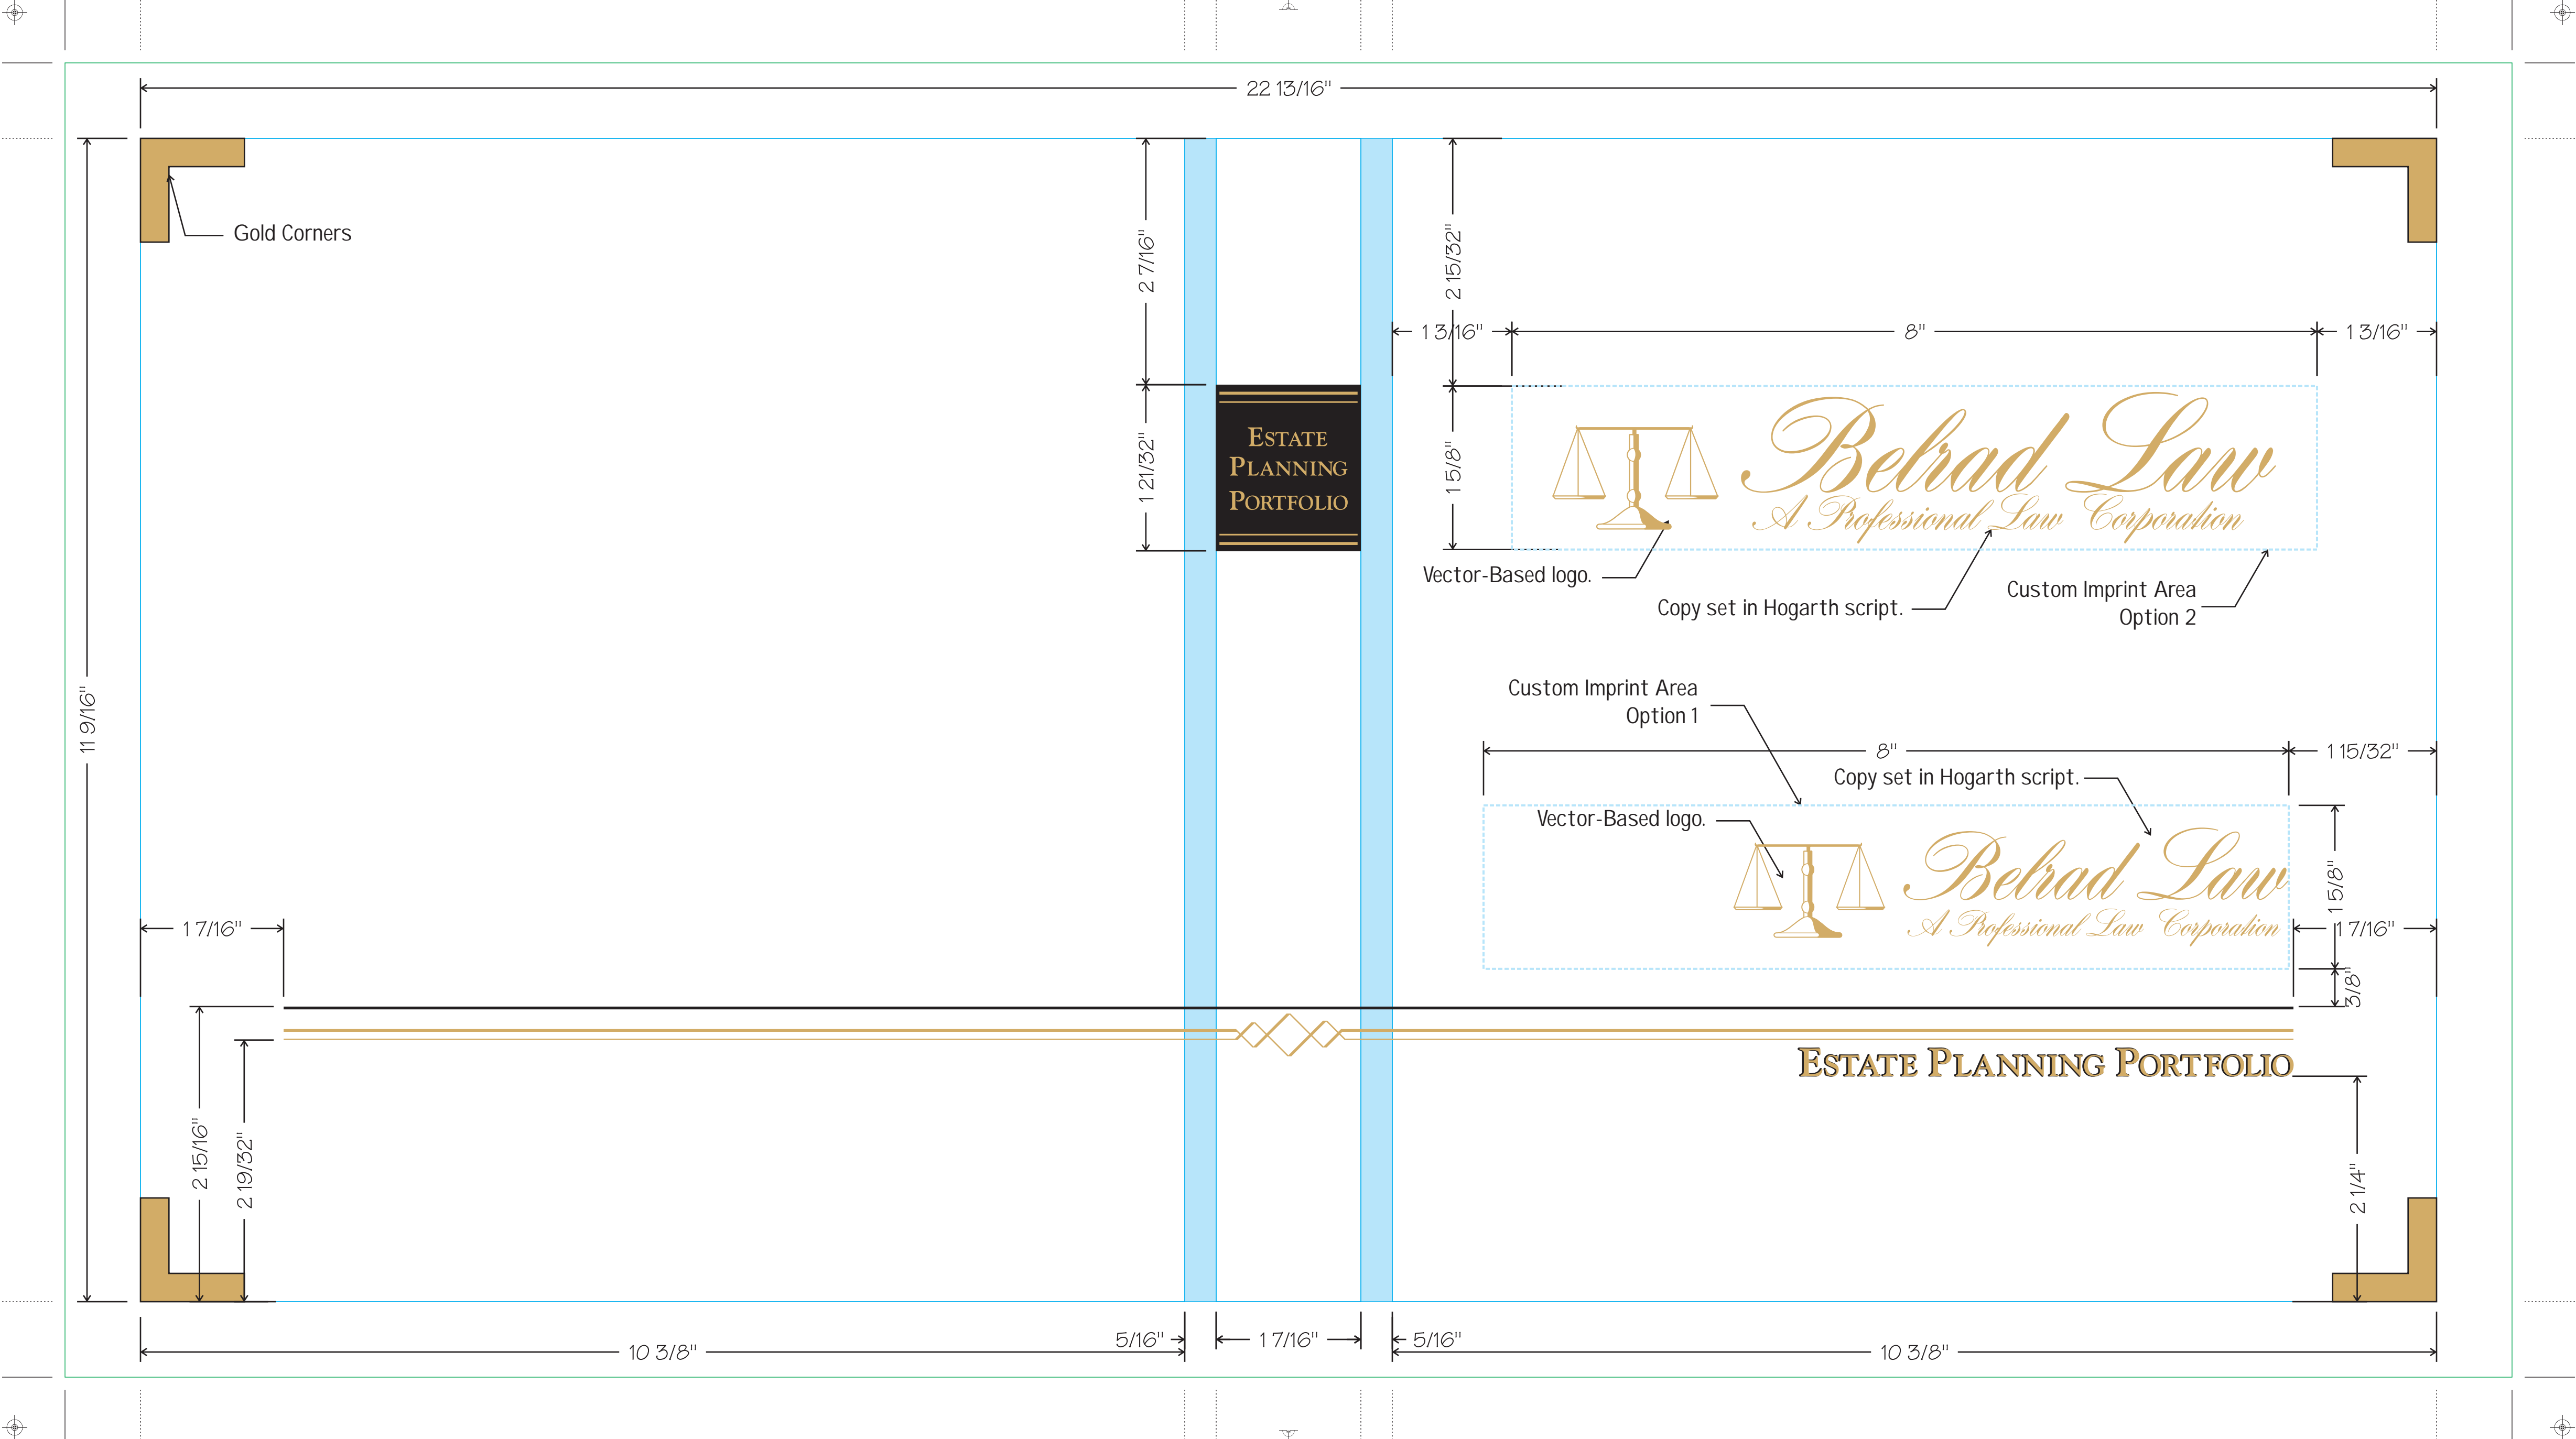 22 13/16"
Gold Corners
2 7/16"
2 15/32"
1 3/16"
8"
1 3/16"
ESTATE
PLANNING
PORTFOLIO
1 21/32"
1 5/8"
Belrad Law
A Professional Law Corporation
Vector-Based logo.
Copy set in Hogarth script.
Custom Imprint Area
Option 2
11 9/16"
Custom Imprint Area
Option 1
8"
1 15/32"
Copy set in Hogarth script.
Vector-Based logo.
Belrad Law
A Professional Law Corporation
1 5/8"
1 7/16"
1 7/16"
3/8"
ESTATE PLANNING PORTFOLIO
2 15/16"
2 19/32"
2 1/4"
5/16"
1 7/16"
5/16"
10 3/8"
10 3/8"